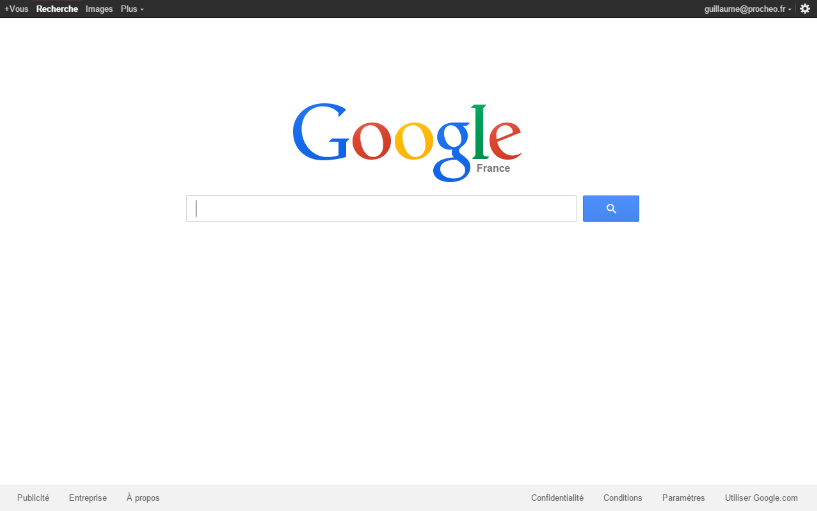 +Vous Recherche Images Plus guillaume@procheo.fr
Google
France
Publicité Entreprise À propos Confidentialité Conditions Paramètres Utiliser Google.com